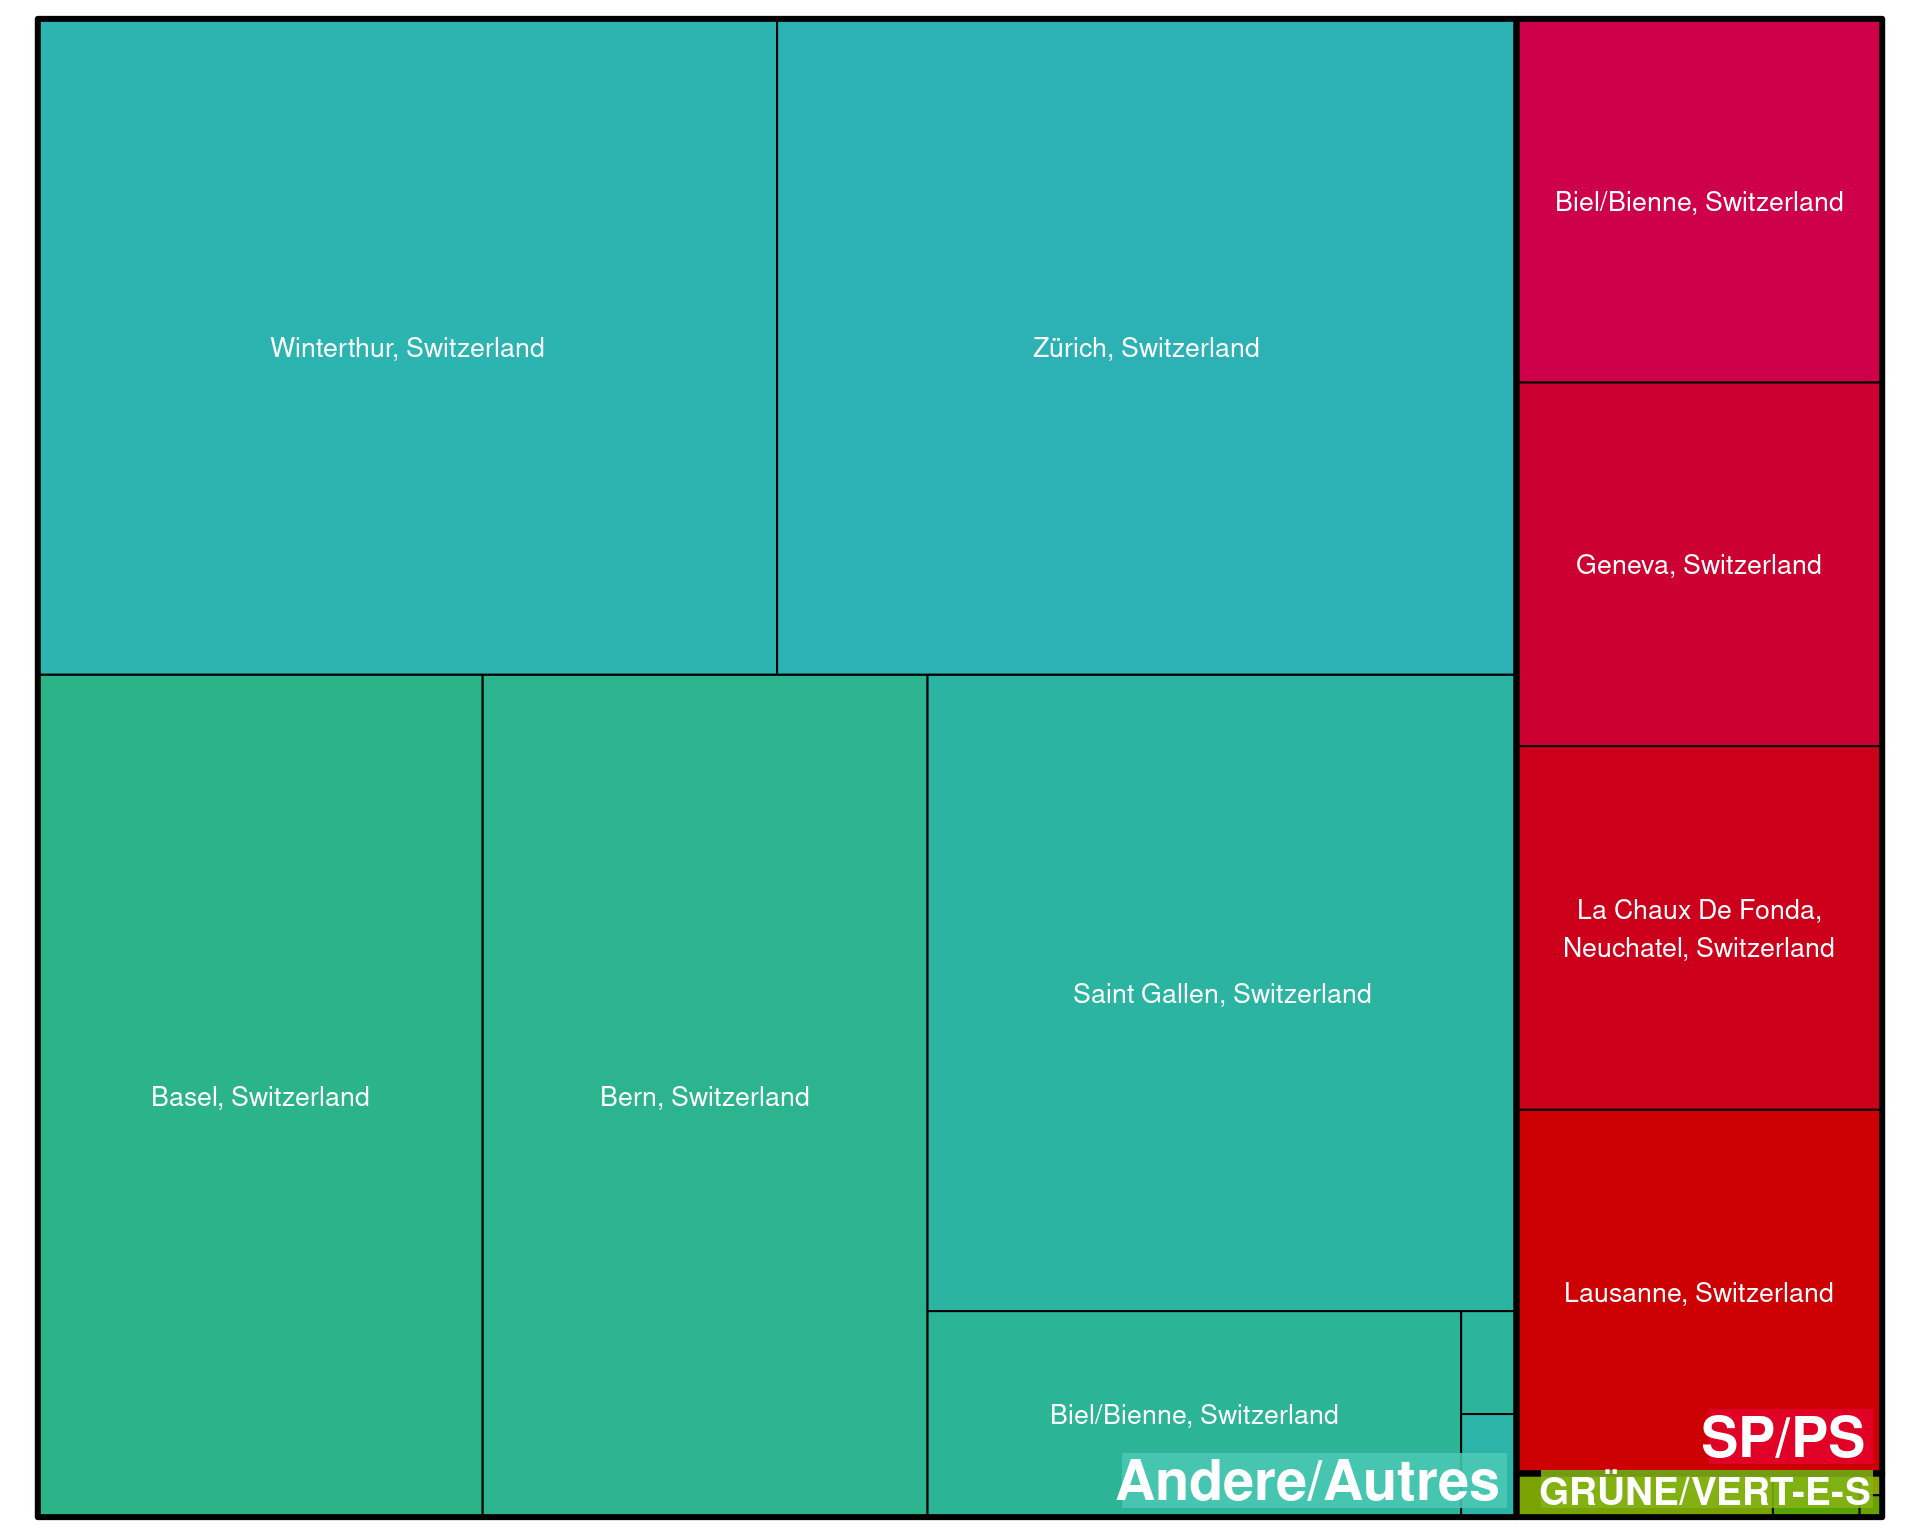 Winterthur, Switzerland
Zürich, Switzerland
Biel/Bienne, Switzerland
Geneva, Switzerland
La Chaux De Fonda,
Neuchatel, Switzerland
Saint Gallen, Switzerland
Basel, Switzerland
Bern, Switzerland
Lausanne, Switzerland
Biel/Bienne, Switzerland
SP/PS
Andere/Autres
GRÜNE/VERT-E-S